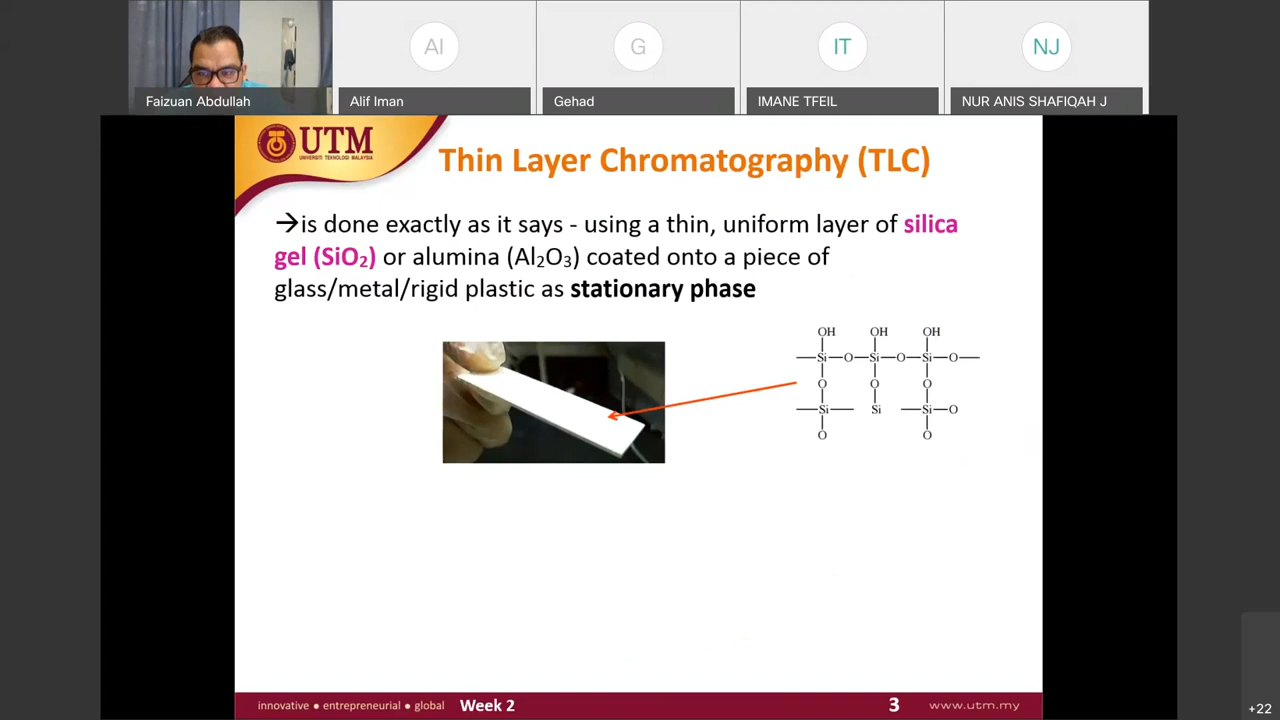 AI
G
IT
NJ
Faizuan Abdullah
Alif Iman
Gehad
IMANE TFEIL
NUR ANIS SHAFIQAH J
UTM
UNIVERSITI TEKNOLOGI MALAYSIA
Thin Layer Chromatography (TLC)
→is done exactly as it says - using a thin, uniform layer of silica
gel (SiO₂) or alumina (Al₂O₃) coated onto a piece of
glass/metal/rigid plastic as stationary phase
OH OH OH
Si O Si O Si O
O O O
Si Si Si O
O O
innovative ● entrepreneurial ● global
Week 2
3
www.utm.my
+22